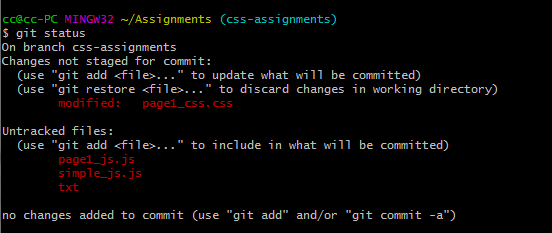 cc@cc-PC MINGW32 ~/Assignments (css-assignments)
$ git status
On branch css-assignments
Changes not staged for commit:
  (use "git add <file>..." to update what will be committed)
  (use "git restore <file>..." to discard changes in working directory)
        modified:   page1_css.css

Untracked files:
  (use "git add <file>..." to include in what will be committed)
        page1_js.js
        simple_js.js
        txt

no changes added to commit (use "git add" and/or "git commit -a")